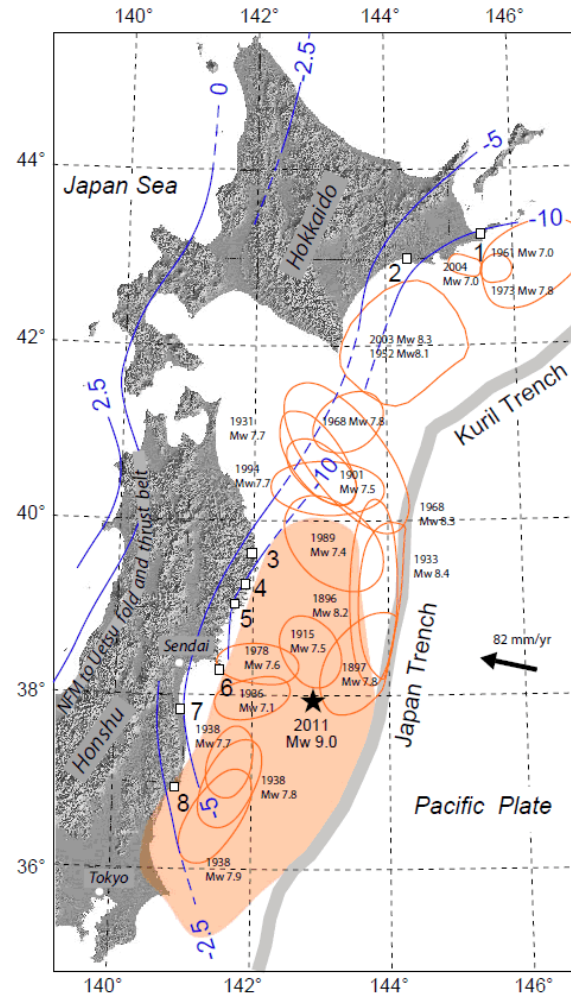 140° 142° 144° 146°
0
-2.5
44°
-5
Japan Sea
Hokkaido
-10
1
1961 Mw 7.0
2
2004
Mw 7.0
1973 Mw 7.8
42°
2003 Mw 8.3
1952 Mw8.1
Kuril Trench
2.5
1931
Mw 7.7
1968 Mw 7.8
1994
Mw7.7
-10
1901
Mw 7.5
40°
1968
Mw 8.3
NFM to Uetsu fold and thrust belt
3
1989
Mw 7.4
1933
Mw 8.4
4
1896
Mw 8.2
5
1915
Mw 7.5
Sendai
1978
Mw 7.6
82 mm/yr
1897
Mw 7.8
6
38°
1936
Mw 7.1
Japan Trench
7
2011
Mw 9.0
Honshu
1938
Mw 7.7
8
1938
Mw 7.8
-5
Pacific Plate
36°
1938
Mw 7.9
Tokyo
-2.5
140° 142° 144° 146°